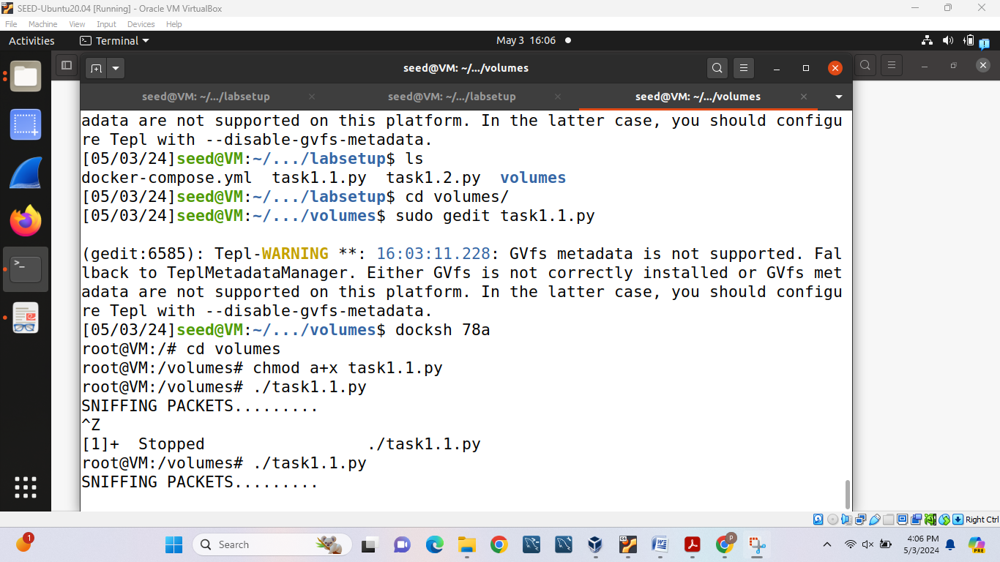 SEED-Ubuntu20.04 [Running] - Oracle VM VirtualBox
File Machine View Input Devices Help
Activities Terminal May 3 16:06
seed@VM: ~/.../volumes
seed@VM: ~/.../labsetup seed@VM: ~/.../labsetup seed@VM: ~/.../volumes
adata are not supported on this platform. In the latter case, you should configu
re Tepl with --disable-gvfs-metadata.
[05/03/24]seed@VM:~/.../labsetup$ ls
docker-compose.yml task1.1.py task1.2.py volumes
[05/03/24]seed@VM:~/.../labsetup$ cd volumes/
[05/03/24]seed@VM:~/.../volumes$ sudo gedit task1.1.py
(gedit:6585): Tepl-WARNING **: 16:03:11.228: GVfs metadata is not supported. Fal
lback to TeplMetadataManager. Either GVfs is not correctly installed or GVfs met
adata are not supported on this platform. In the latter case, you should configu
re Tepl with --disable-gvfs-metadata.
[05/03/24]seed@VM:~/.../volumes$ docksh 78a
root@VM:/# cd volumes
root@VM:/volumes# chmod a+x task1.1.py
root@VM:/volumes# ./task1.1.py
SNIFFING PACKETS.........
^Z
[1]+ Stopped ./task1.1.py
root@VM:/volumes# ./task1.1.py
SNIFFING PACKETS.........
Right Ctrl
1
Search
P
4:06 PM
5/3/2024
PRE